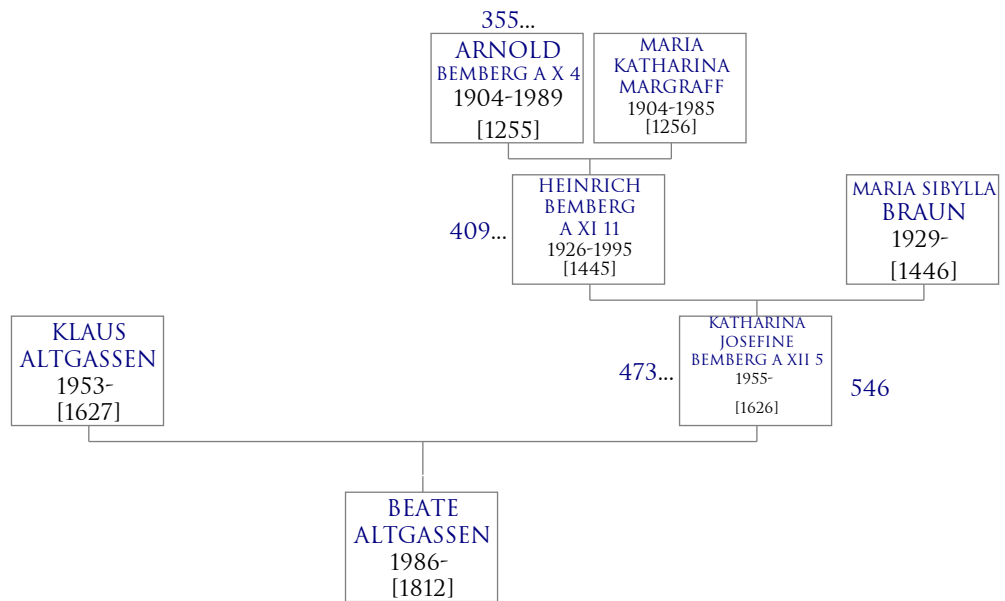 355...
ARNOLD
BEMBERG A X 4
1904-1989
[1255]
MARIA
KATHARINA
MARGRAFF
1904-1985
[1256]
409...
HEINRICH
BEMBERG
A XI 11
1926-1995
[1445]
MARIA SIBYLLA
BRAUN
1929-
[1446]
KLAUS
ALTGASSEN
1953-
[1627]
473...
KATHARINA
JOSEFINE
BEMBERG A XII 5
1955-
[1626]
546
BEATE
ALTGASSEN
1986-
[1812]